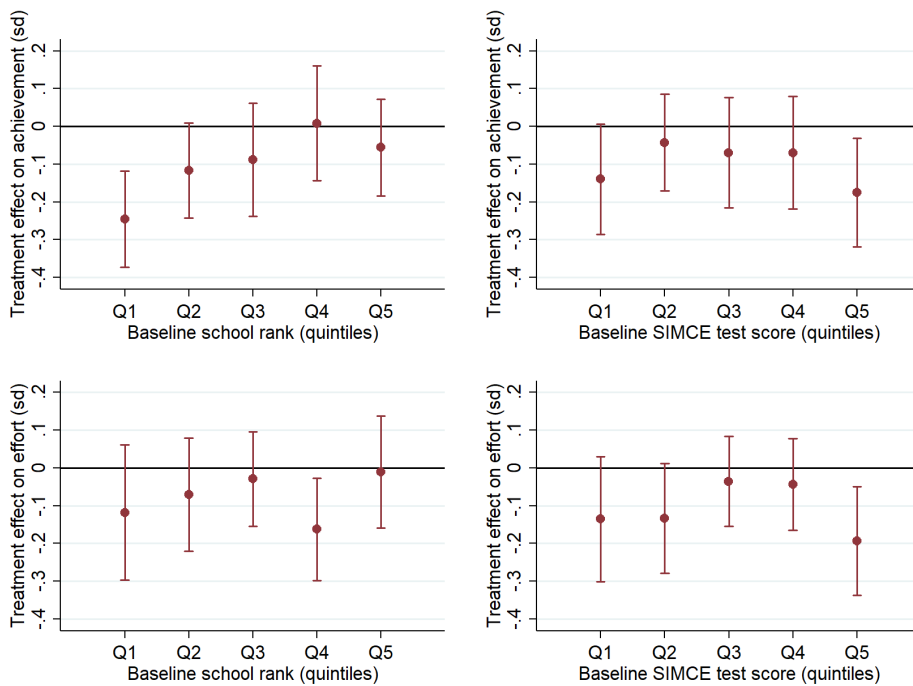 Treatment effect on achievement (sd)
.2
.1
0
-.1
-.2
-.3
-.4
Q1 Q2 Q3 Q4 Q5
Baseline school rank (quintiles)
Treatment effect on achievement (sd)
.2
.1
0
-.1
-.2
-.3
-.4
Q1 Q2 Q3 Q4 Q5
Baseline SIMCE test score (quintiles)
Treatment effect on effort (sd)
.2
.1
0
-.1
-.2
-.3
-.4
Q1 Q2 Q3 Q4 Q5
Baseline school rank (quintiles)
Treatment effect on effort (sd)
.2
.1
0
-.1
-.2
-.3
-.4
Q1 Q2 Q3 Q4 Q5
Baseline SIMCE test score (quintiles)